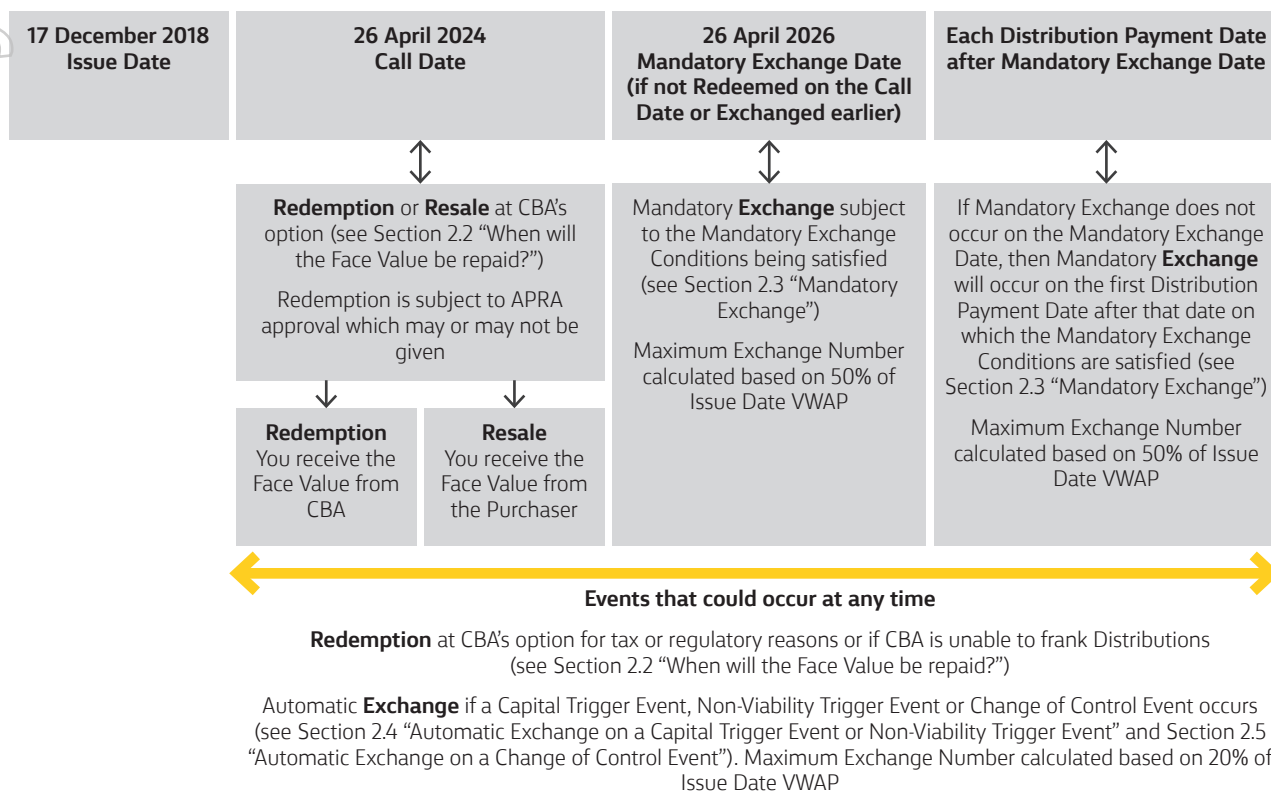 17 December 2018
Issue Date
26 April 2024
Call Date
26 April 2026
Mandatory Exchange Date
(if not Redeemed on the Call
Date or Exchanged earlier)
Each Distribution Payment Date
after Mandatory Exchange Date
Redemption or Resale at CBA's
option (see Section 2.2 “When will
the Face Value be repaid?”)
Redemption is subject to APRA
approval which may or may not be
given
Redemption
You receive the
Face Value from
CBA
Resale
You receive the
Face Value from
the Purchaser
Mandatory Exchange subject
to the Mandatory Exchange
Conditions being satisfied
(see Section 2.3 “Mandatory
Exchange”)
Maximum Exchange Number
calculated based on 50% of
Issue Date VWAP
If Mandatory Exchange does not
occur on the Mandatory Exchange
Date, then Mandatory Exchange
will occur on the first Distribution
Payment Date after that date on
which the Mandatory Exchange
Conditions are satisfied (see
Section 2.3 “Mandatory Exchange”)
Maximum Exchange Number
calculated based on 50% of Issue
Date VWAP
Events that could occur at any time
Redemption at CBA's option for tax or regulatory reasons or if CBA is unable to frank Distributions
(see Section 2.2 “When will the Face Value be repaid?”)
Automatic Exchange if a Capital Trigger Event, Non-Viability Trigger Event or Change of Control Event occurs
(see Section 2.4 “Automatic Exchange on a Capital Trigger Event or Non-Viability Trigger Event” and Section 2.5
“Automatic Exchange on a Change of Control Event”). Maximum Exchange Number calculated based on 20% of
Issue Date VWAP